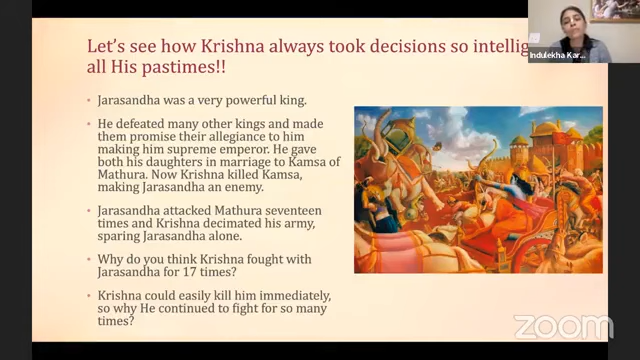 Let's see how Krishna always took decisions so
all His pastimes!!
Indulekha
• Jarasandha was a very powerful king.
• He defeated many other kings and made
them promise their allegiance to him
making him supreme emperor. He gave
both his daughters in marriage to Kamsa of
Mathura. Now Krishna killed Kamsa,
making Jarasandha an enemy.
• Jarasandha attacked Mathura seventeen
times and Krishna decimated his army,
sparing Jarasandha alone.
• Why do you think Krishna fought with
Jarasandha for 17 times?
• Krishna could easily kill him immediately,
so why He continued to fight for so many
times?
zoom